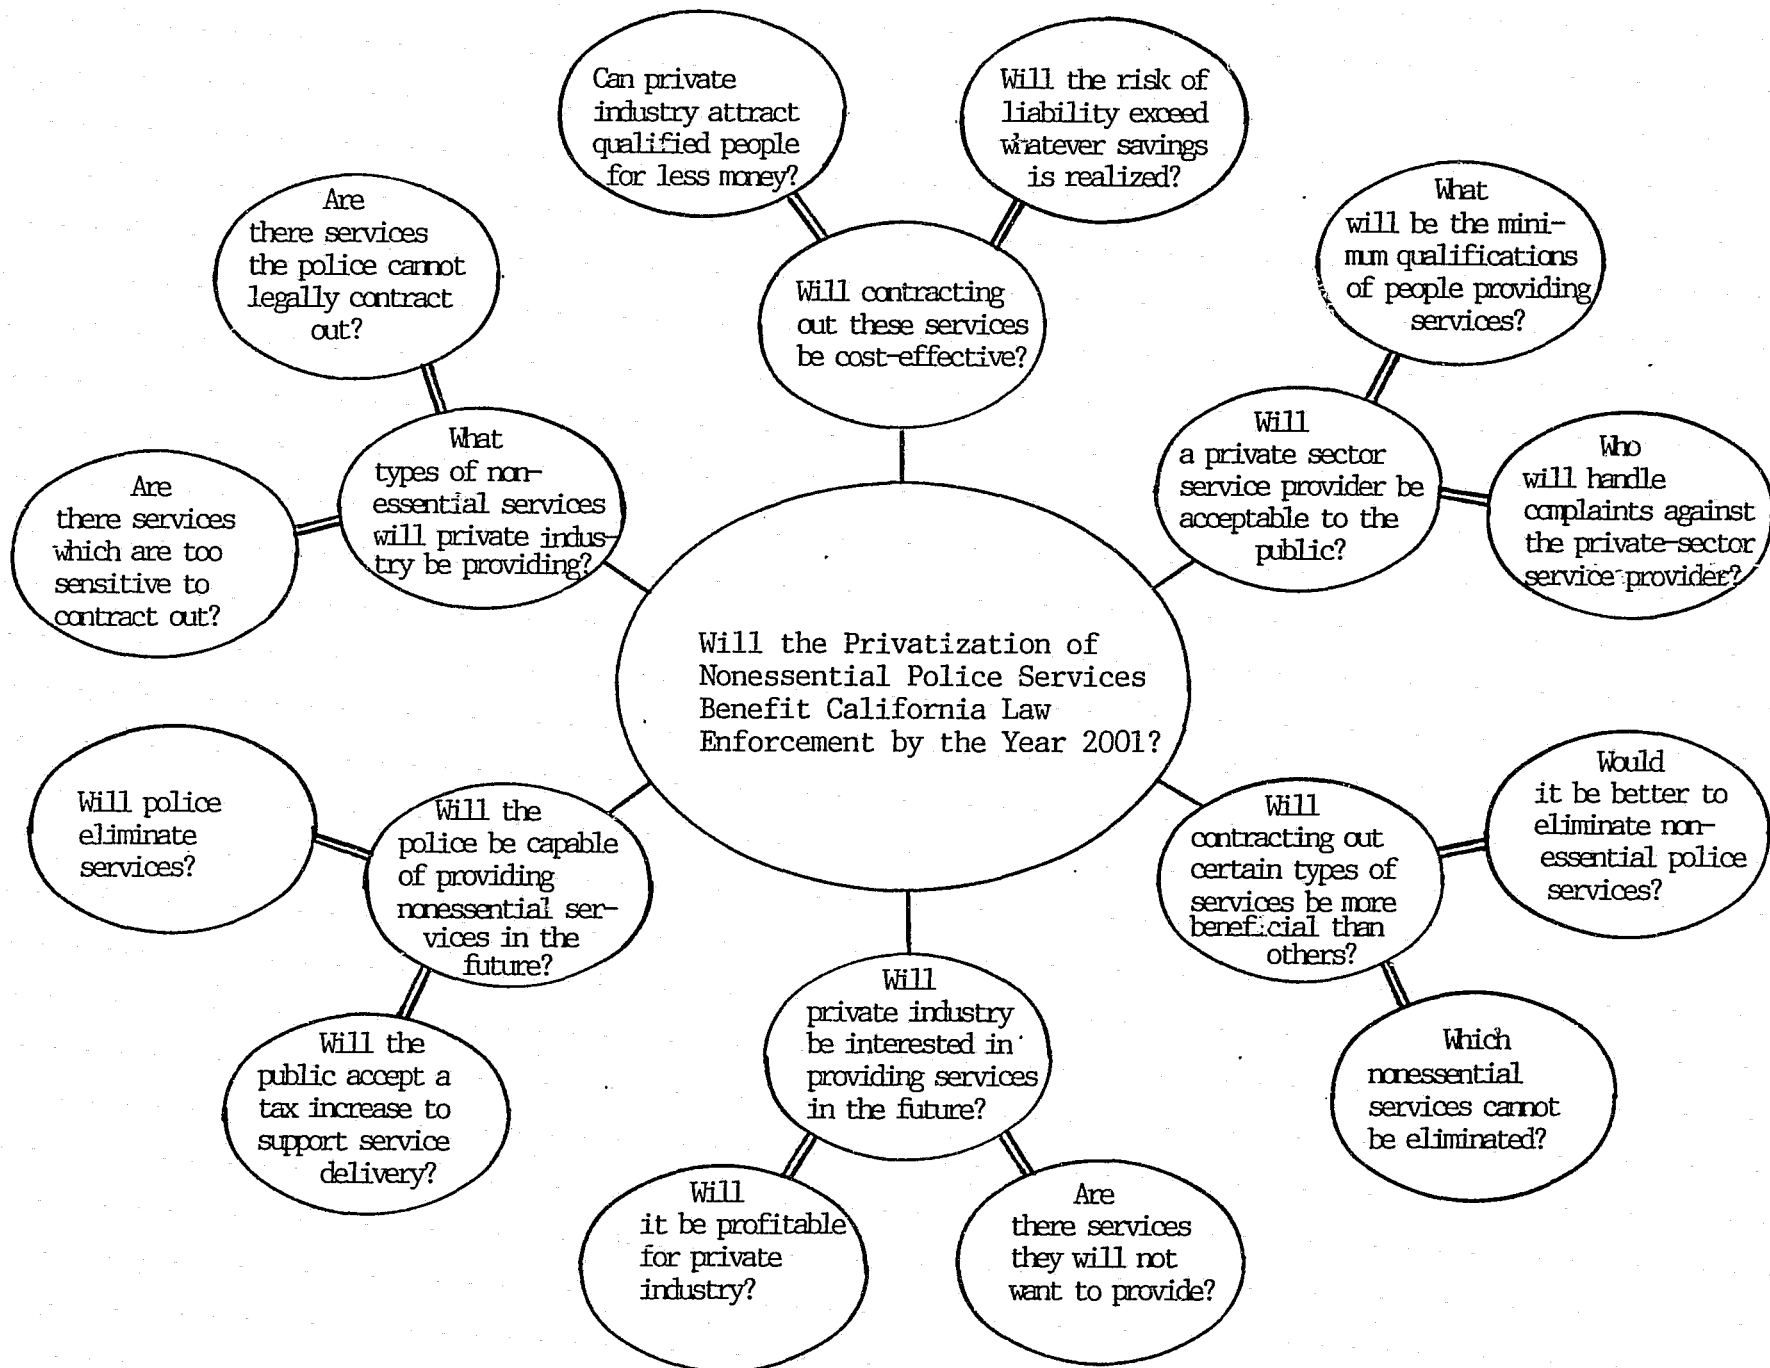 Can private
industry attract
qualified people
for less money?
Will the risk of
liability exceed
whatever savings
is realized?
Will contracting
out these services
be cost-effective?
Are
there services
the police cannot
legally contract
out?
Are
there services
which are too
sensitive to
contract out?
What
types of non-
essential services
will private indus-
try be providing?
What
will be the mini-
mum qualifications
of people providing
services?
Will
a private sector
service provider be
acceptable to the
public?
Who
will handle
complaints against
the private-sector
service provider?
Will the Privatization of
Nonessential Police Services
Benefit California Law
Enforcement by the Year 2001?
Will police
eliminate
services?
Will the
police be capable
of providing
nonessential ser-
vices in the
future?
Will the
public accept a
tax increase to
support service
delivery?
Will
private industry
be interested in
providing services
in the future?
Will
it be profitable
for private
industry?
Are
there services
they will not
want to provide?
Will
contracting out
certain types of
services be more
beneficial than
others?
Would
it be better to
eliminate non-
essential police
services?
Which
nonessential
services cannot
be eliminated?